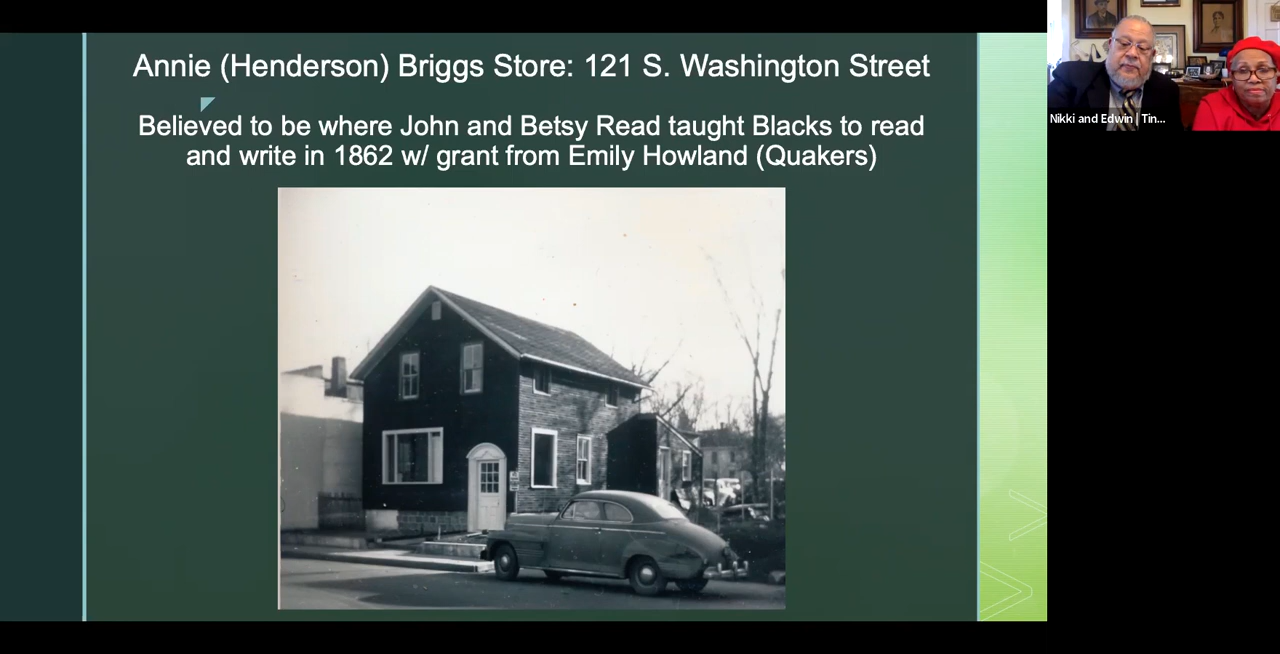 Annie (Henderson) Briggs Store: 121 S. Washington Street
Believed to be where John and Betsy Read taught Blacks to read
and write in 1862 w/ grant from Emily Howland (Quakers)
Nikki and Edwin | Tin...